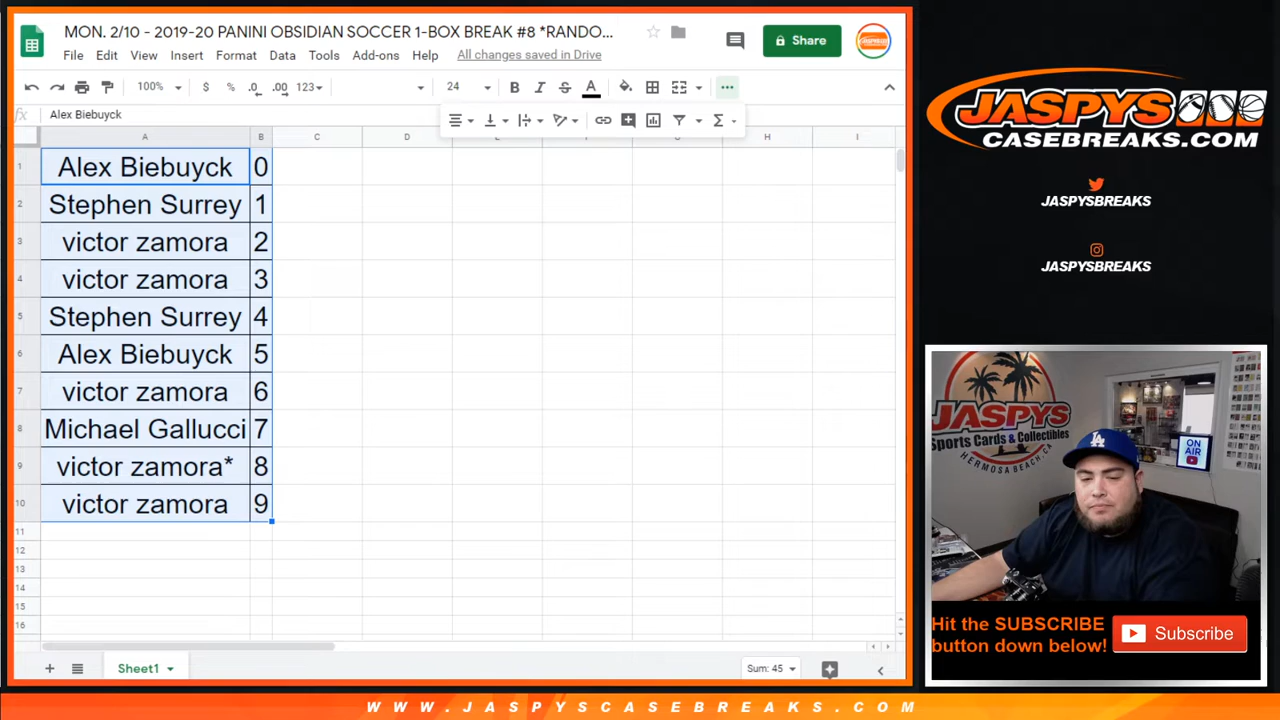 MON. 2/10 - 2019-20 PANINI OBSIDIAN SOCCER 1-BOX BREAK #8 *RANDO...
Share
File Edit View Insert Format Data Tools Add-ons Help All changes saved in Drive
100% $ % .0 .00 123 24 B I S A
fx Alex Biebuyck
A B C D E F G H I
1 Alex Biebuyck 0
2 Stephen Surrey 1
3 victor zamora 2
4 victor zamora 3
5 Stephen Surrey 4
6 Alex Biebuyck 5
7 victor zamora 6
8 Michael Gallucci 7
9 victor zamora* 8
10 victor zamora 9
11
12
13
14
15
16
Sheet1
Sum: 45
JASPYS
CASEBREAKS.COM
JASPYSBREAKS
JASPYSBREAKS
JASPYS
Sports Cards & Collectibles
HERMOSA BEACH, CA
LA
ON AIR
Hit the SUBSCRIBE
button down below!
Subscribe
WWW.JASPYSCASEBREAKS.COM